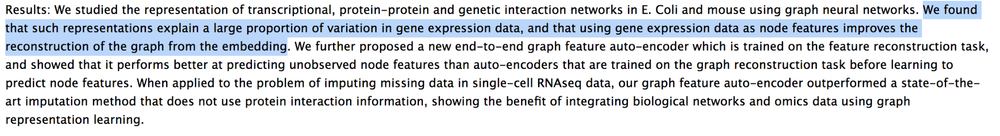 Results: We studied the representation of transcriptional, protein-protein and genetic interaction networks in E. Coli and mouse using graph neural networks. We found
that such representations explain a large proportion of variation in gene expression data, and that using gene expression data as node features improves the
reconstruction of the graph from the embedding. We further proposed a new end-to-end graph feature auto-encoder which is trained on the feature reconstruction task,
and showed that it performs better at predicting unobserved node features than auto-encoders that are trained on the graph reconstruction task before learning to
predict node features. When applied to the problem of imputing missing data in single-cell RNAseq data, our graph feature auto-encoder outperformed a state-of-the-
art imputation method that does not use protein interaction information, showing the benefit of integrating biological networks and omics data using graph
representation learning.